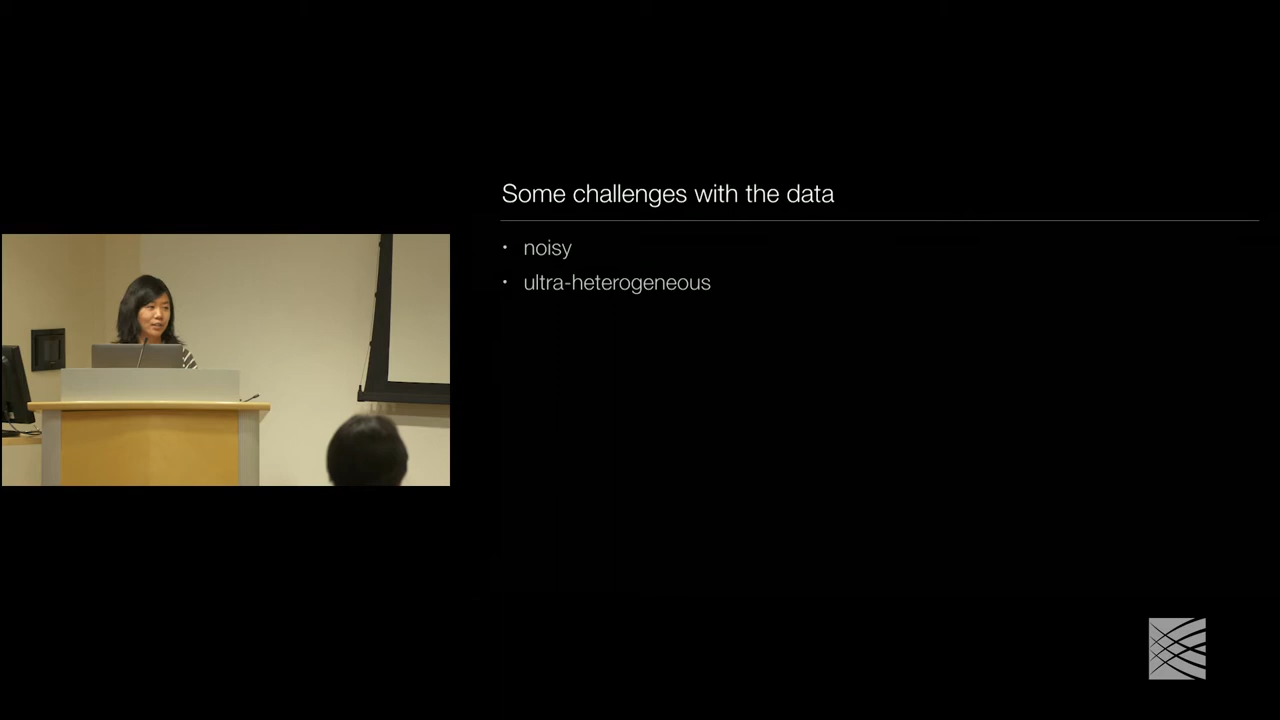 Some challenges with the data
• noisy
• ultra-heterogeneous